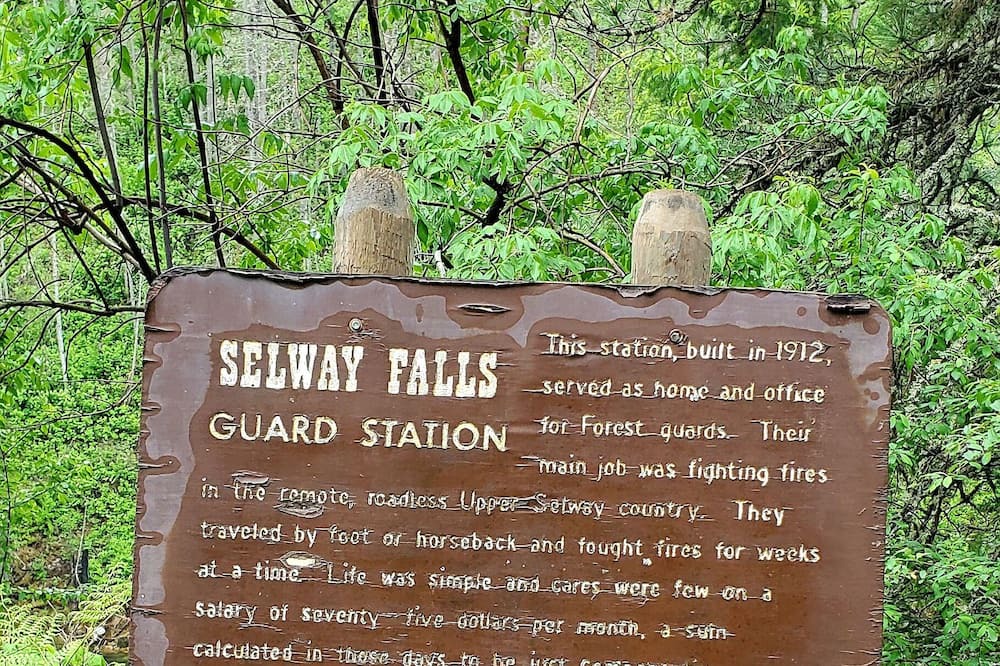 SELWAY FALLS
GUARD STATION
This station, built in 1912,
served as home and office
for Forest guards. Their
main job was fighting fires
in the remote, roadless Upper Selway country. They
traveled by foot or horseback and fought fires for weeks
at a time. Life was simple and cares were few on a
salary of seventy-five dollars per month, a sum
calculated in those days to be just